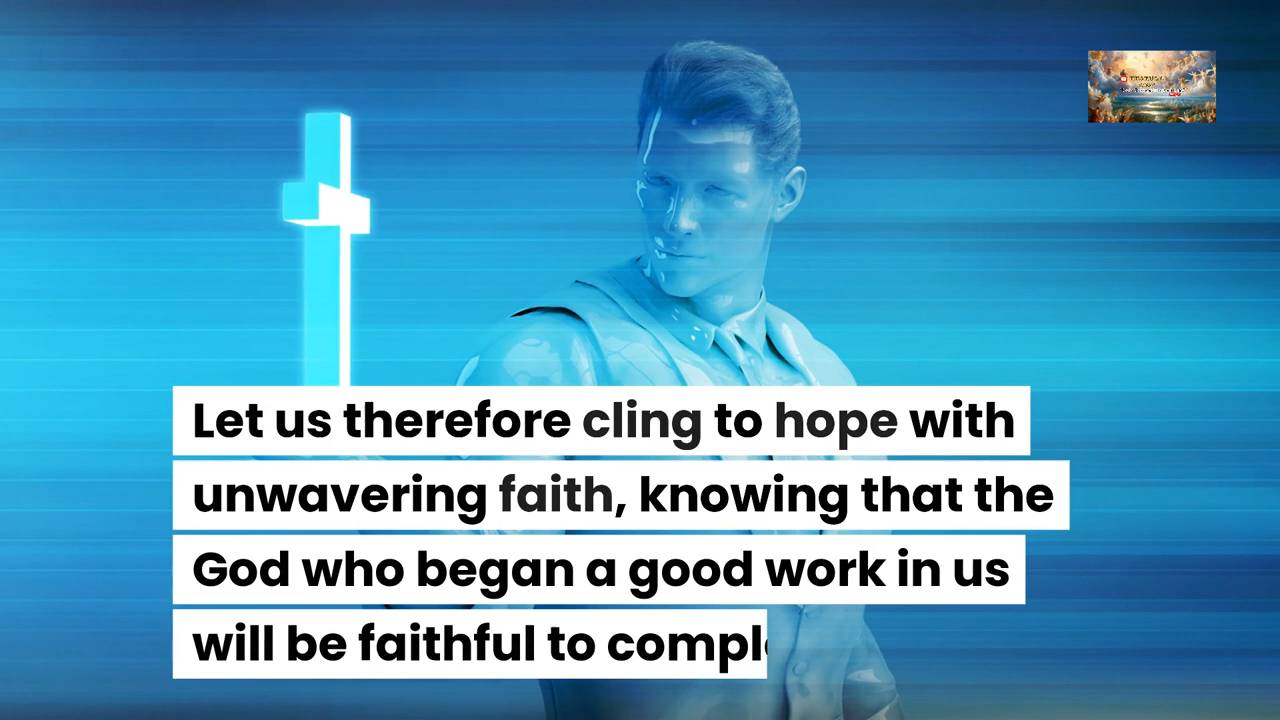 Let us therefore cling to hope with
unwavering faith, knowing that the
God who began a good work in us
will be faithful to compl